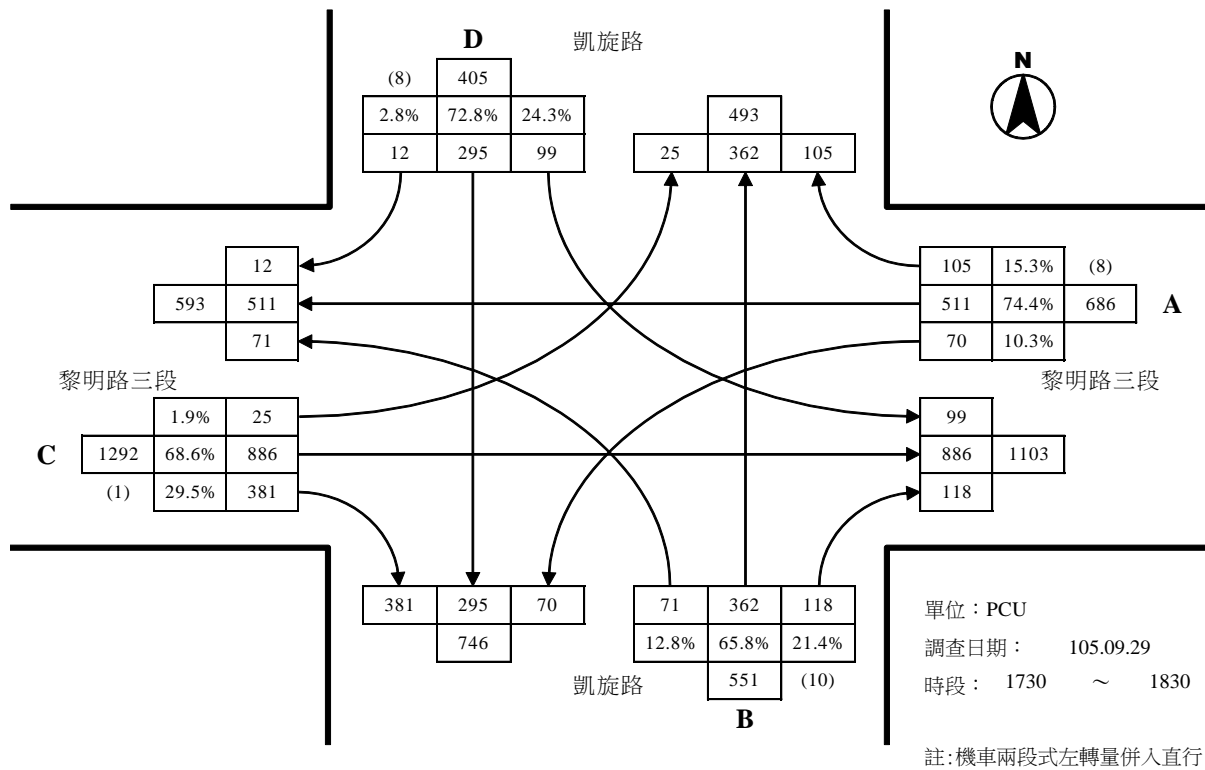 D 凱旋路 N
(8) 405
2.8% 72.8% 24.3% 493
12 295 99 25 362 105
12 105 15.3% (8)
593 511 511 74.4% 686 A
71 70 10.3%
黎明路三段 黎明路三段
1.9% 25 99
C 1292 68.6% 886 886 1103
(1) 29.5% 381 118
381 295 70 71 362 118
746 12.8% 65.8% 21.4%
凱旋路 551 (10)
B
單位：PCU
調查日期： 105.09.29
時段： 1730 ～ 1830
註:機車兩段式左轉量併入直行